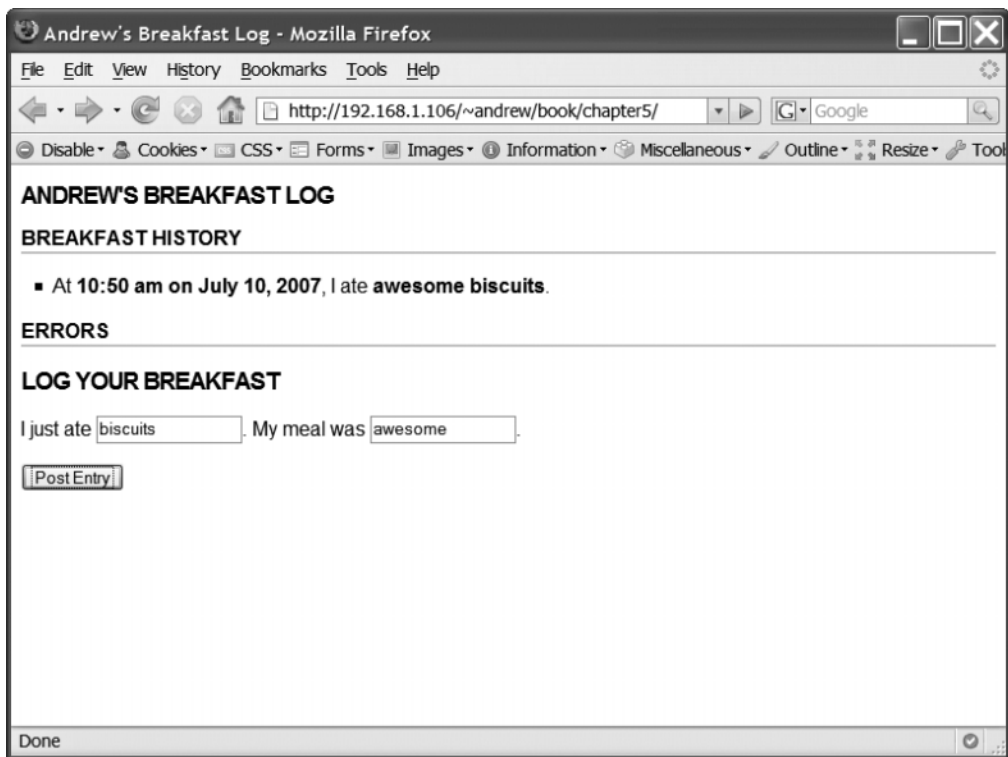 Andrew's Breakfast Log - Mozilla Firefox
File Edit View History Bookmarks Tools Help
http://192.168.1.106/~andrew/book/chapter5/ G Google
Disable Cookies CSS Forms Images Information Miscellaneous Outline Resize Tool
ANDREW'S BREAKFAST LOG
BREAKFAST HISTORY
At 10:50 am on July 10, 2007, I ate awesome biscuits.
ERRORS
LOG YOUR BREAKFAST
I just ate biscuits. My meal was awesome.
Post Entry
Done